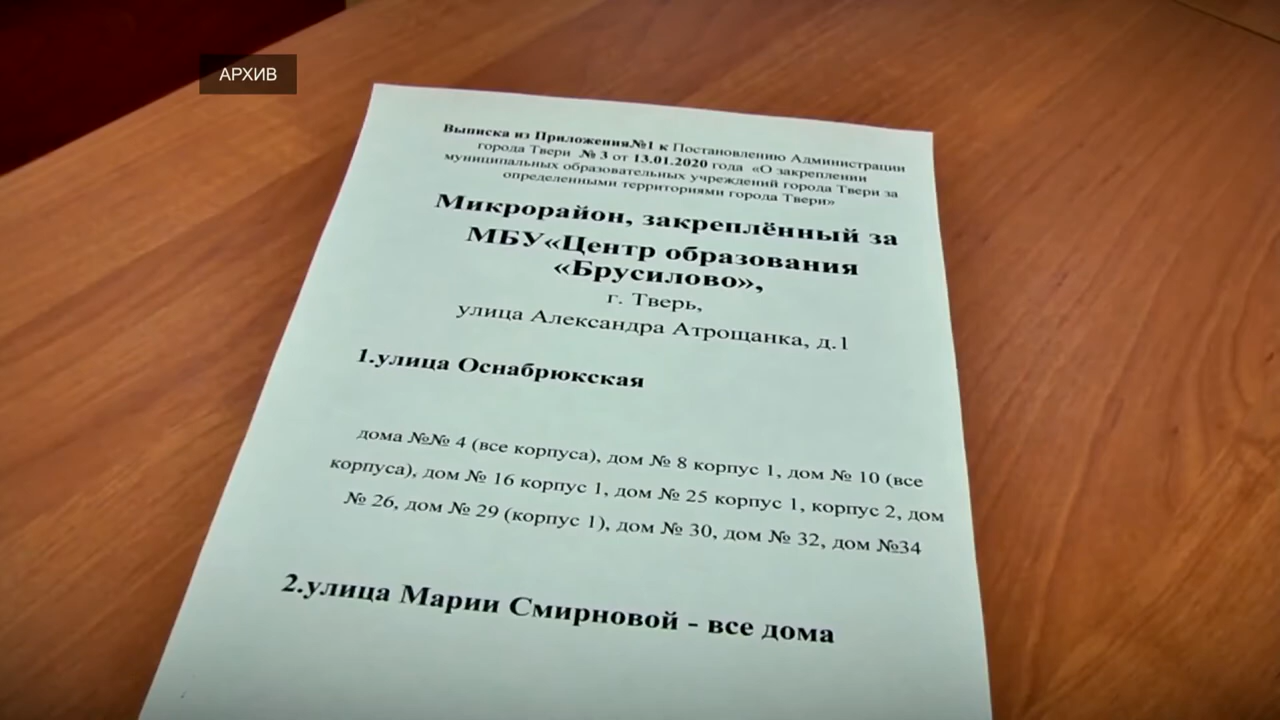 АРХИВ
Выписка из Приложения№1 к Постановлению Администрации
города Твери № 3 от 13.01.2020 года «О закреплении
муниципальных образовательных учреждений города Твери за
определенными территориями города Твери»
Микрорайон, закреплённый за
МБУ«Центр образования
«Брусилово»,
г. Тверь,
улица Александра Атрощанка, д.1
1.улица Оснабрюкская
дома №№ 4 (все корпуса), дом № 8 корпус 1, дом № 10 (все
корпуса), дом № 16 корпус 1, дом № 25 корпус 1, корпус 2, дом
№ 26, дом № 29 (корпус 1), дом № 30, дом № 32, дом №34
2.улица Марии Смирновой - все дома